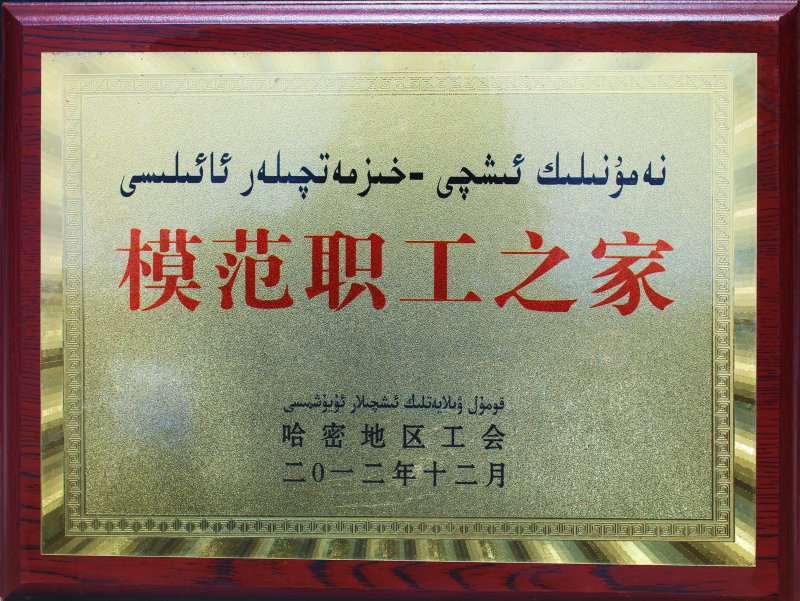 نەمۇنىلىك ئىشچى -خىزمەتچىلەر ئائىلىسى
模范职工之家
قومۇل ۋىلايەتلىك ئىشچىلار ئۇيۇشمىسى
哈密地区工会
二〇一二年十二月